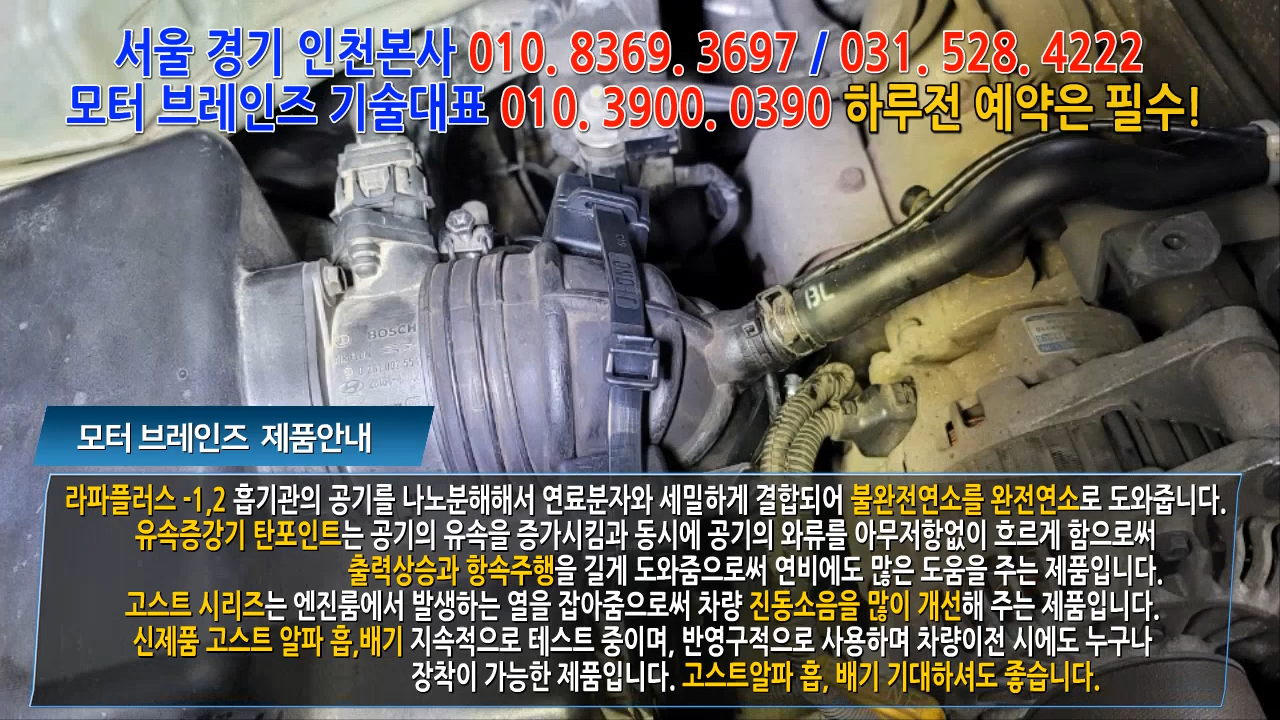 서울 경기 인천본사 010. 8369. 3697 / 031. 528. 4222
모터 브레인즈 기술대표 010. 3900. 0390 하루전 예약은 필수!
BL
BOSCH
모터 브레인즈 제품안내
라파플러스 -1,2 흡기관의 공기를 나노분해해서 연료분자와 세밀하게 결합되어 불완전연소를 완전연소로 도와줍니다.
유속증강기 탄포인트는 공기의 유속을 증가시킴과 동시에 공기의 와류를 아무저항없이 흐르게 함으로써
출력상승과 항속주행을 길게 도와줌으로써 연비에도 많은 도움을 주는 제품입니다.
고스트 시리즈는 엔진룸에서 발생하는 열을 잡아줌으로써 차량 진동소음을 많이 개선해 주는 제품입니다.
신제품 고스트 알파 흡,배기 지속적으로 테스트 중이며, 반영구적으로 사용하며 차량이전 시에도 누구나
장착이 가능한 제품입니다. 고스트알파 흡, 배기 기대하셔도 좋습니다.